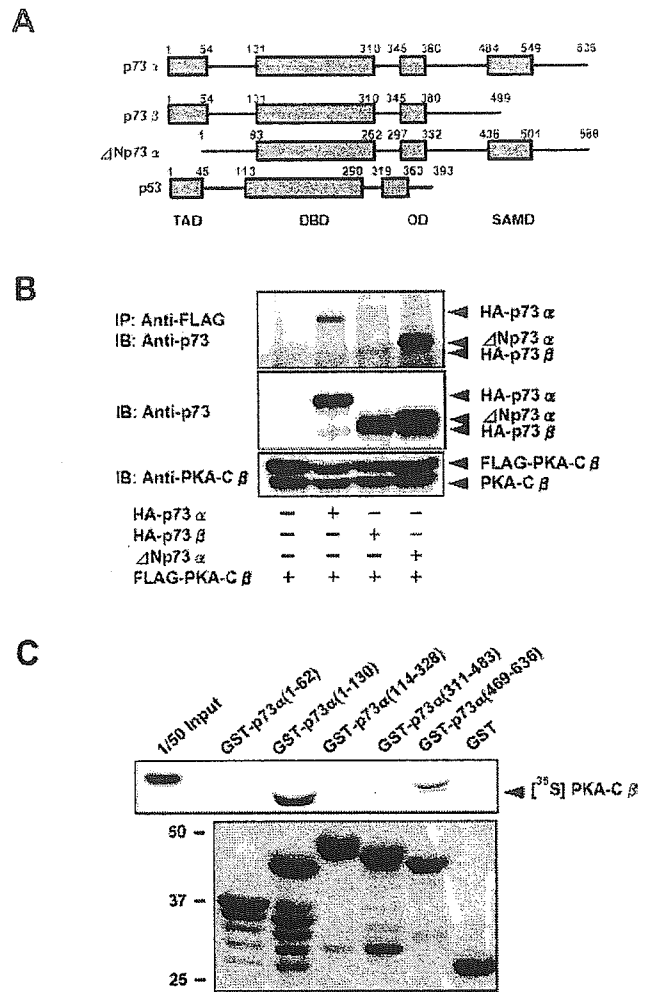 A
1 54 131 310 345 380 484 549 636
p73 α
1 54 131 310 345 380 499
p73 β
1 83 262 297 332 436 501 588
⊿Np73 α
1 45 113 290 319 360 393
p53
TAD DBD OD SAMD
B
IP: Anti-FLAG
IB: Anti-p73
HA-p73 α
⊿Np73 α
HA-p73 β
IB: Anti-p73
HA-p73 α
⊿Np73 α
HA-p73 β
IB: Anti-PKA-C β
FLAG-PKA-C β
PKA-C β
HA-p73 α − + − −
HA-p73 β − − + −
⊿Np73 α − − − +
FLAG-PKA-C β + + + +
C
1/50 Input
GST-p73α(1-62)
GST-p73α(1-130)
GST-p73α(114-328)
GST-p73α(311-483)
GST-p73α(469-636)
GST
[³⁵S] PKA-C β
50 –
37 –
25 –